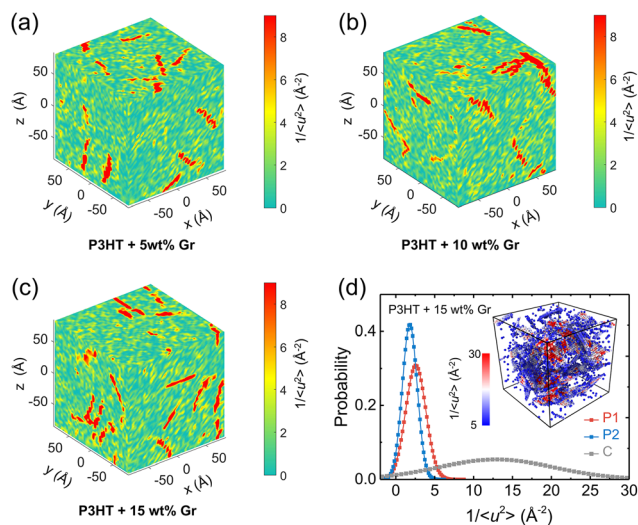 (a)
50
0
-50
z (Å)
50
0
-50
y (Å)
-50
0
50
x (Å)
8
6
4
2
0
1/<u²> (Å⁻²)
P3HT + 5wt% Gr
(b)
50
0
-50
z (Å)
50
0
-50
y (Å)
-50
0
50
x (Å)
8
6
4
2
0
1/<u²> (Å⁻²)
P3HT + 10 wt% Gr
(c)
50
0
-50
z (Å)
50
0
-50
y (Å)
-50
0
50
x (Å)
8
6
4
2
0
1/<u²> (Å⁻²)
P3HT + 15 wt% Gr
(d)
P3HT + 15 wt% Gr
0.4
0.2
0.0
Probability
30
5
1/<u²> (Å⁻²)
P1
P2
C
0 5 10 15 20 25 30
1/<u²> (Å⁻²)